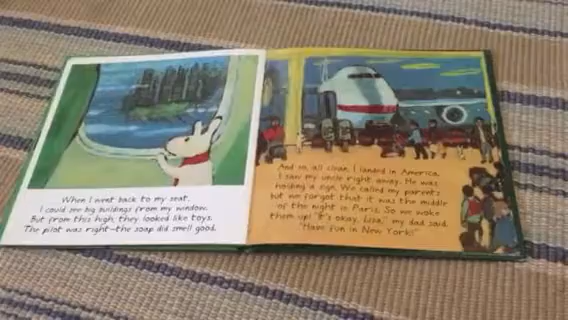 When I went back to my seat,
I could see big buildings from my window.
But from this high, they looked like toys.
The pilot was right—the soap did smell good.
And so, all clean, I landed in America.
I saw my uncle right away. He was
holding a sign. We called my parents,
but we forgot that it was the middle
of the night in Paris. So we woke
them up! "It's okay, Lisa," my dad said.
"Have fun in New York!"